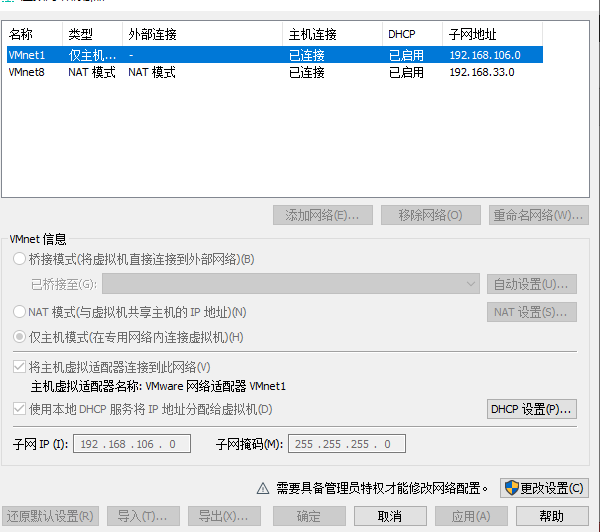 名称 类型 外部连接 主机连接 DHCP 子网地址
VMnet1 仅主机... - 已连接 已启用 192.168.106.0
VMnet8 NAT 模式 NAT 模式 已连接 已启用 192.168.33.0
添加网络(E)... 移除网络(O) 重命名网络(W)...
VMnet 信息
桥接模式(将虚拟机直接连接到外部网络)(B)
已桥接至(G): 自动设置(U)...
NAT 模式(与虚拟机共享主机的 IP 地址)(N) NAT 设置(S)...
仅主机模式(在专用网络内连接虚拟机)(H)
将主机虚拟适配器连接到此网络(V)
主机虚拟适配器名称: VMware 网络适配器 VMnet1
使用本地 DHCP 服务将 IP 地址分配给虚拟机(D) DHCP 设置(P)...
子网 IP (I): 192 . 168 . 106 . 0 子网掩码(M): 255 . 255 . 255 . 0
需要具备管理员特权才能修改网络配置。 更改设置(C)
还原默认设置(R) 导入(T)... 导出(X)... 确定 取消 应用(A) 帮助